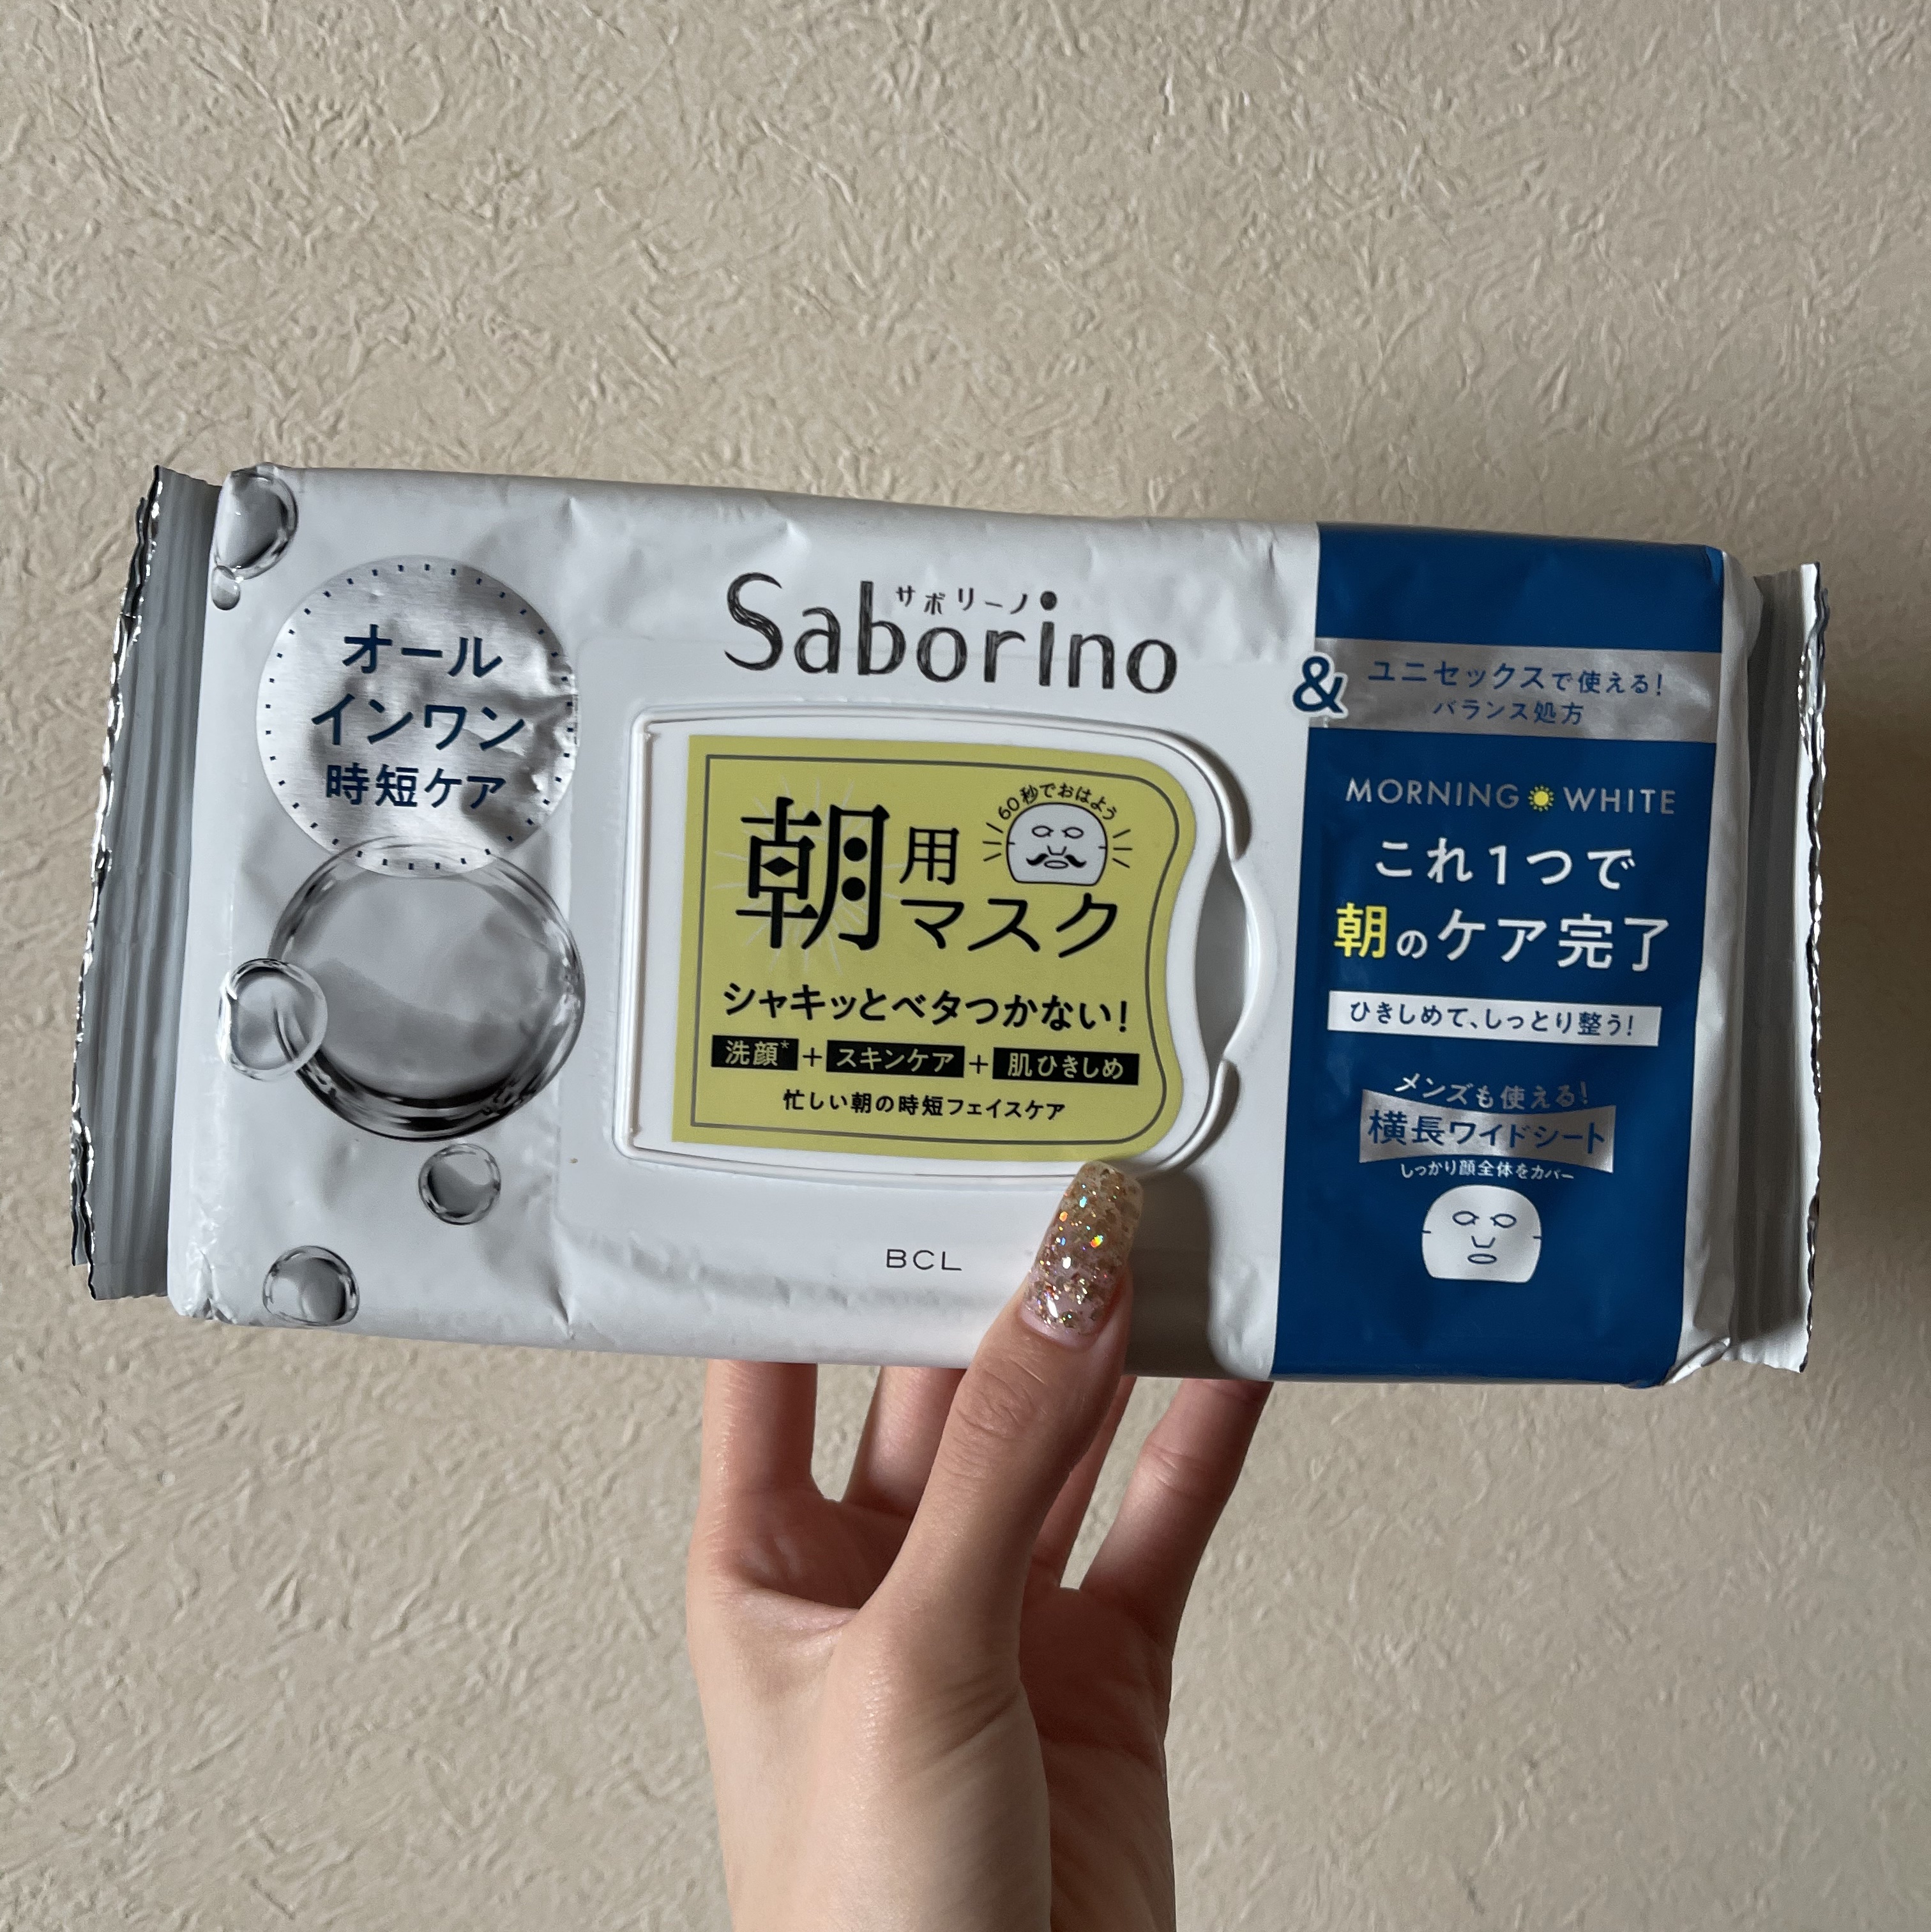 オール
インワン
時短ケア
サボリーノ
Saborino
60秒でおはよう
朝用
マスク
シャキッとベタつかない!
洗顔*+スキンケア+肌ひきしめ
忙しい朝の時短フェイスケア
BCL
& ユニセックスで使える!
バランス処方
MORNING WHITE
これ1つで
朝のケア完了
ひきしめて、しっとり整う!
メンズも使える!
横長ワイドシート
しっかり顔全体をカバー